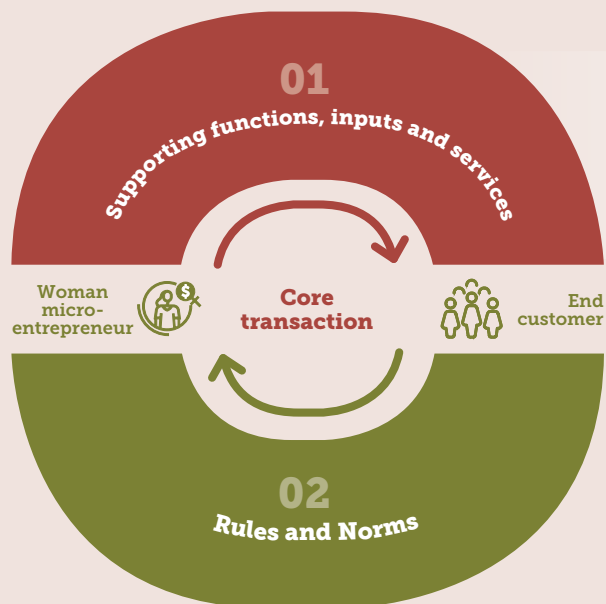 01
Supporting functions, inputs and services
Woman
micro-
entrepreneur
$
Core
transaction
End
customer
02
Rules and Norms